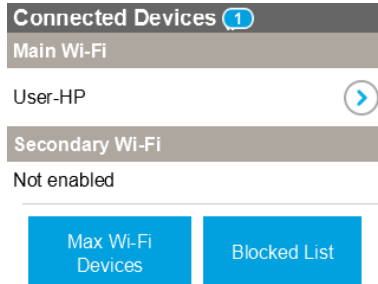 Connected Devices 1
Main Wi-Fi
User-HP
Secondary Wi-Fi
Not enabled
Max Wi-Fi
Devices
Blocked List